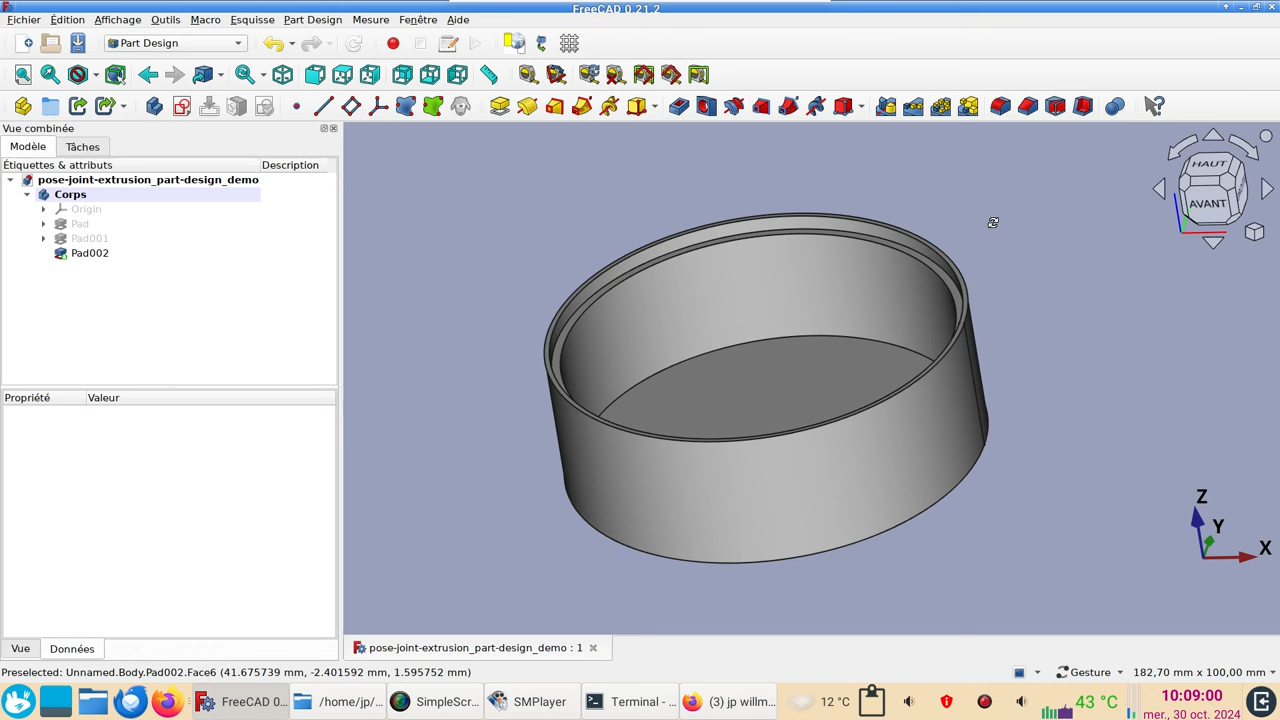 FreeCAD 0.21.2
Fichier Édition Affichage Outils Macro Esquisse Part Design Mesure Fenêtre Aide
Part Design
Vue combinée
Modèle Tâches
Étiquettes & attributs Description
pose-joint-extrusion_part-design_demo
Corps
Origin
Pad
Pad001
Pad002
HAUT
AVANT
Z
Y
X
Propriété Valeur
Vue Données
pose-joint-extrusion_part-design_demo : 1
Preselected: Unnamed.Body.Pad002.Face6 (41.675739 mm, -2.401592 mm, 1.595752 mm)
Gesture
182,70 mm x 100,00 mm
FreeCAD 0...
/home/jp/...
SimpleScr...
SMPlayer
Terminal - ...
(3) jp willm...
12 °C
43 °C
10:09:00
mer., 30 oct. 2024